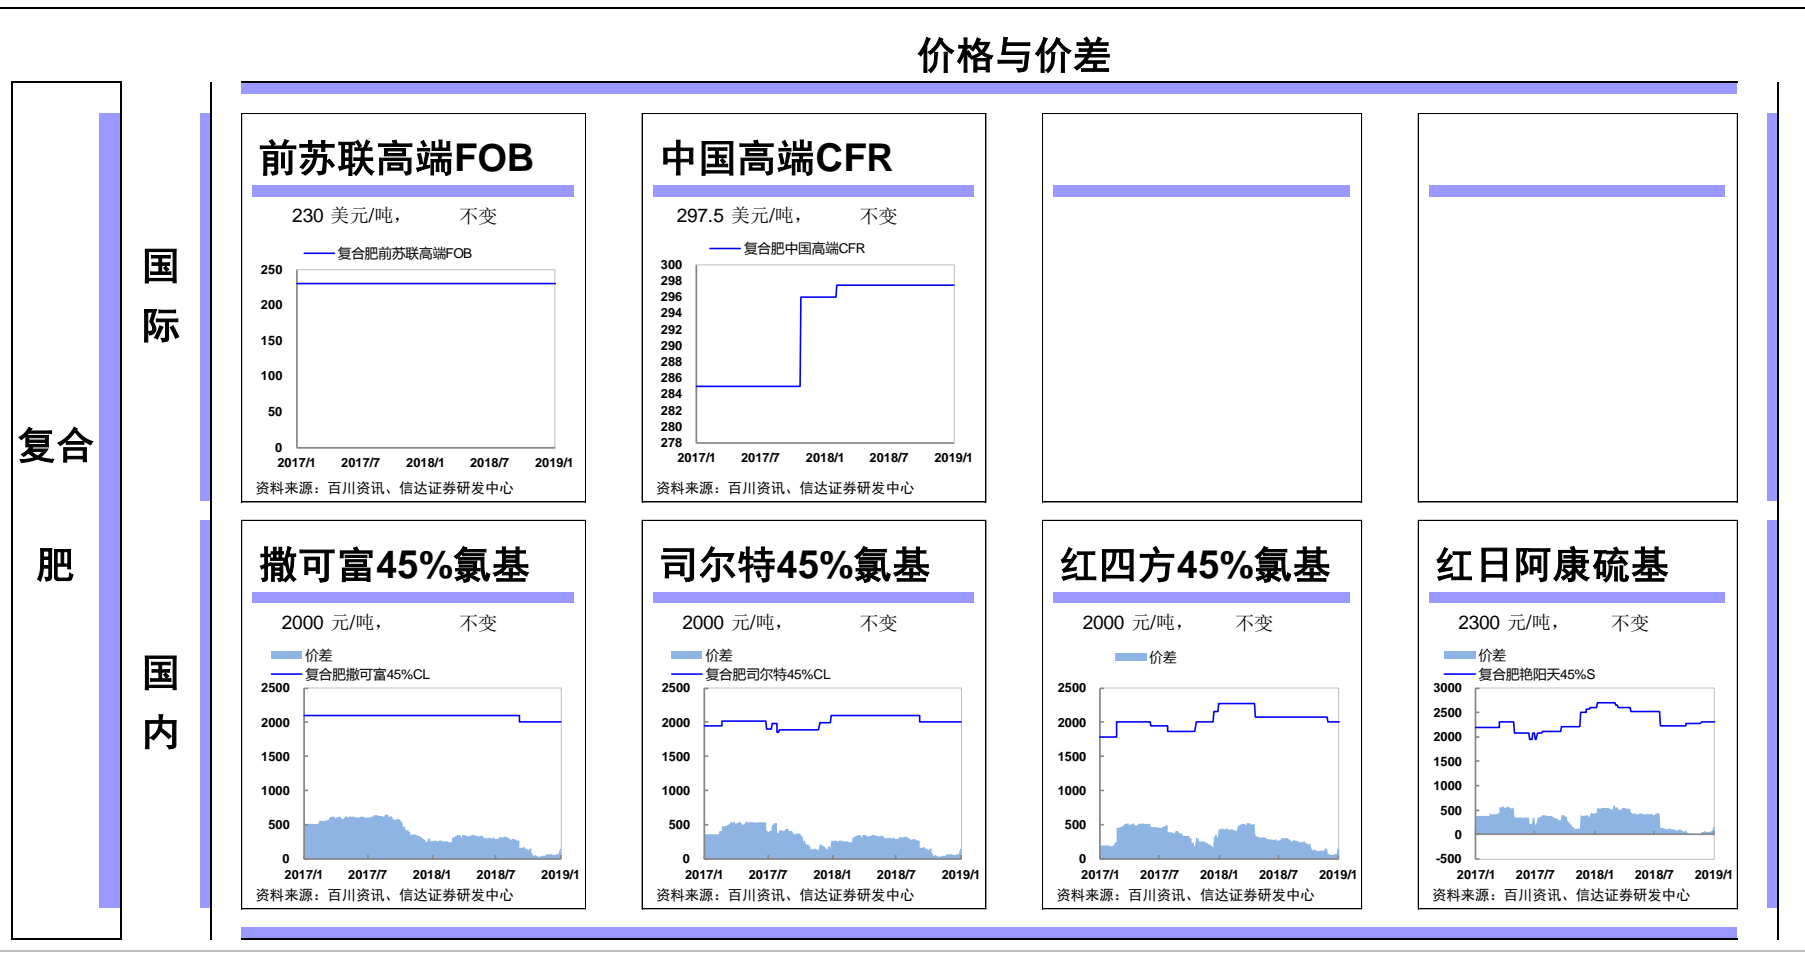 价格与价差
复合
肥
国
际
前苏联高端FOB
230 美元/吨， 不变
复合肥前苏联高端FOB
250
200
150
100
50
0
2017/1 2017/7 2018/1 2018/7 2019/1
资料来源：百川资讯、信达证券研发中心
中国高端CFR
297.5 美元/吨， 不变
复合肥中国高端CFR
300
298
296
294
292
290
288
286
284
282
280
278
2017/1 2017/7 2018/1 2018/7 2019/1
资料来源：百川资讯、信达证券研发中心
国
内
撒可富45%氯基
2000 元/吨， 不变
价差
复合肥撒可富45%CL
2500
2000
1500
1000
500
0
2017/1 2017/7 2018/1 2018/7 2019/1
资料来源：百川资讯、信达证券研发中心
司尔特45%氯基
2000 元/吨， 不变
价差
复合肥司尔特45%CL
2500
2000
1500
1000
500
0
2017/1 2017/7 2018/1 2018/7 2019/1
资料来源：百川资讯、信达证券研发中心
红四方45%氯基
2000 元/吨， 不变
价差
2500
2000
1500
1000
500
0
2017/1 2017/7 2018/1 2018/7 2019/1
资料来源：百川资讯、信达证券研发中心
红日阿康硫基
2300 元/吨， 不变
价差
复合肥艳阳天45%S
3000
2500
2000
1500
1000
500
0
-500
2017/1 2017/7 2018/1 2018/7 2019/1
资料来源：百川资讯、信达证券研发中心